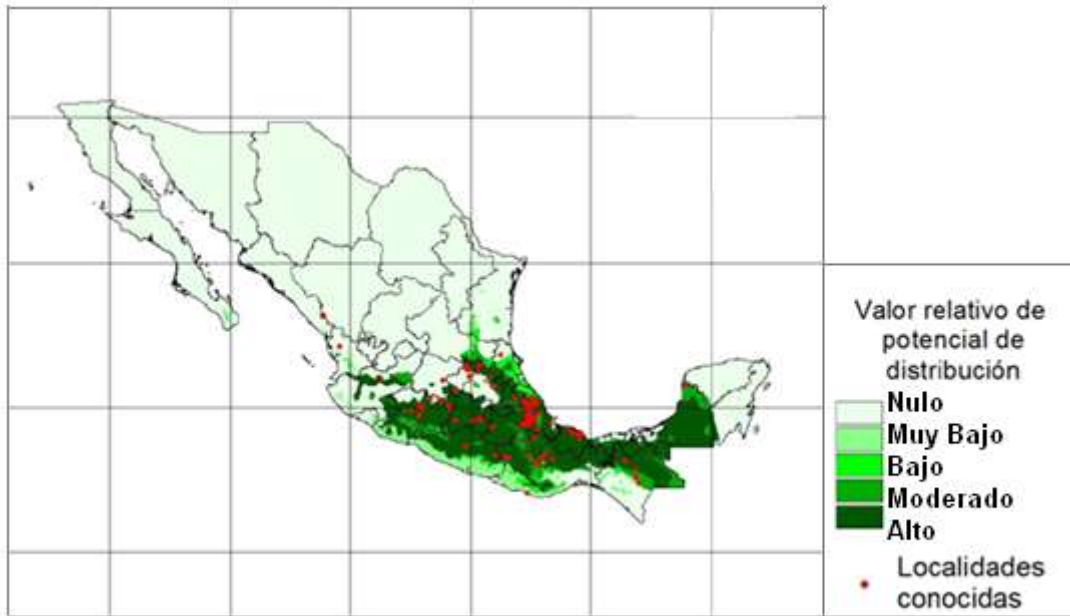 Valor relativo de
potencial de
distribución
Nulo
Muy Bajo
Bajo
Moderado
Alto
Localidades
conocidas